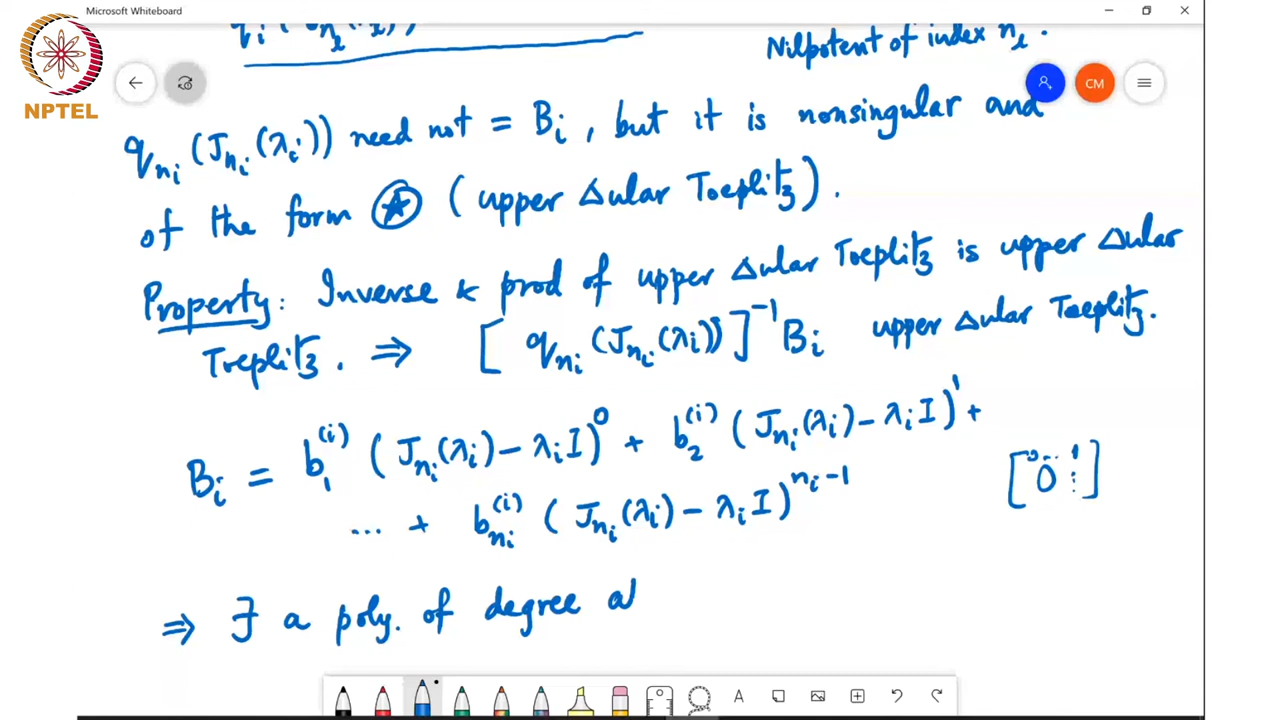 Microsoft Whiteboard
NPTEL
CM
Nilpotent of index n_l .
q_{n_i} (J_{n_i}(λ_i)) need not = B_i , but it is nonsingular and
of the form ★ ( upper Δular Toeplitz ) .
Property : Inverse & prod of upper Δular Toeplitz is upper Δular
Toeplitz . ⇒ [ q_{n_i} (J_{n_i}(λ_i)) ]^{-1} B_i upper Δular Toeplitz .
B_i = b_1^{(i)} ( J_{n_i}(λ_i) - λ_i I )^0 + b_2^{(i)} ( J_{n_i}(λ_i) - λ_i I )^1 +
... + b_{n_i}^{(i)} ( J_{n_i}(λ_i) - λ_i I )^{n_i-1}
⇒ ∃ a poly. of degree